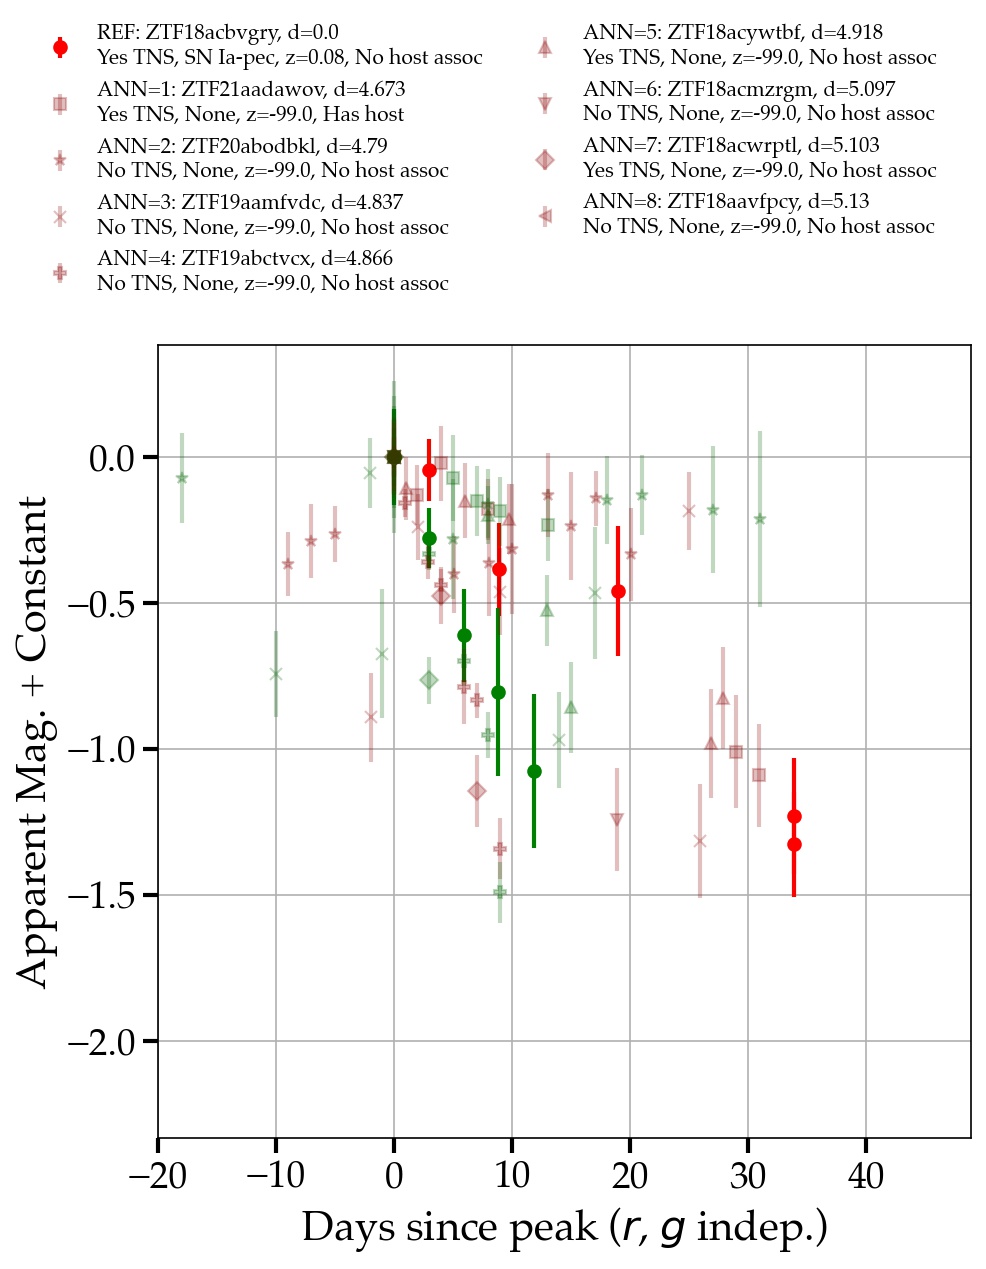 REF: ZTF18acbvgry, d=0.0
Yes TNS, SN Ia-pec, z=0.08, No host assoc
ANN=1: ZTF21aadawov, d=4.673
Yes TNS, None, z=-99.0, Has host
ANN=2: ZTF20abodbkl, d=4.79
No TNS, None, z=-99.0, No host assoc
ANN=3: ZTF19aamfvdc, d=4.837
No TNS, None, z=-99.0, No host assoc
ANN=4: ZTF19abctvcx, d=4.866
No TNS, None, z=-99.0, No host assoc
ANN=5: ZTF18acywtbf, d=4.918
Yes TNS, None, z=-99.0, No host assoc
ANN=6: ZTF18acmzrgm, d=5.097
No TNS, None, z=-99.0, No host assoc
ANN=7: ZTF18acwrptl, d=5.103
Yes TNS, None, z=-99.0, No host assoc
ANN=8: ZTF18aavfpcy, d=5.13
No TNS, None, z=-99.0, No host assoc
Apparent Mag. + Constant
0.0
−0.5
−1.0
−1.5
−2.0
−20 −10 0 10 20 30 40
Days since peak (r, g indep.)